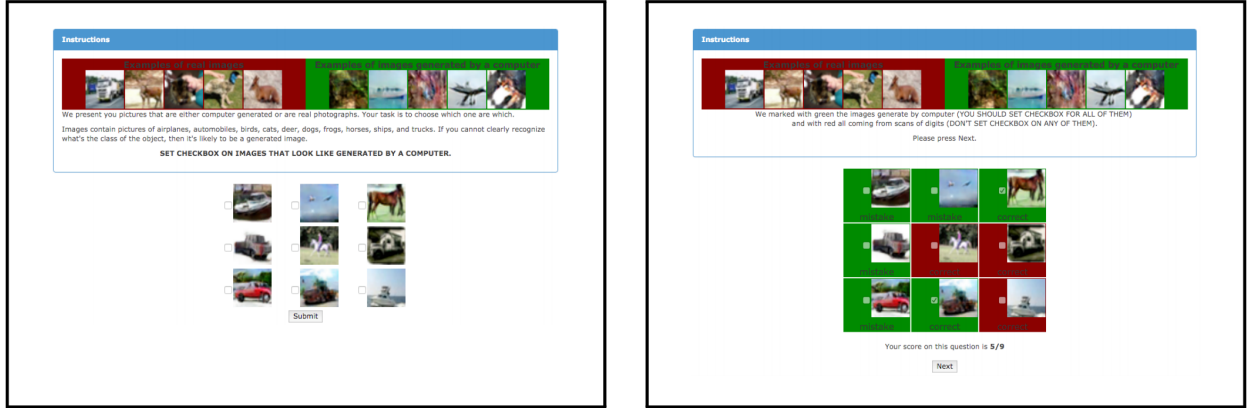 Instructions
Examples of real images
Examples of images generated by a computer
We present you pictures that are either computer generated or are real photographs. Your task is to choose which one are which.
Images contain pictures of airplanes, automobiles, birds, cats, deer, dogs, frogs, horses, ships, and trucks. If you cannot clearly recognize
what's the class of the object, then it's likely to be a generated image.
SET CHECKBOX ON IMAGES THAT LOOK LIKE GENERATED BY A COMPUTER.
Submit
Instructions
Examples of real images
Examples of images generated by a computer
We marked with green the images generate by computer (YOU SHOULD SET CHECKBOX FOR ALL OF THEM)
and with red all coming from scans of digits (DON'T SET CHECKBOX ON ANY OF THEM).
Please press Next.
mistake mistake correct
mistake correct correct
mistake correct correct
Your score on this question is 5/9
Next